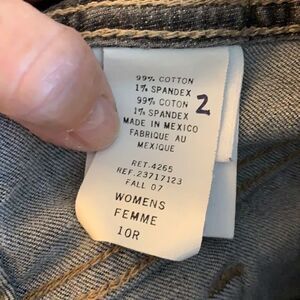 99% COTTON
1% SPANDEX
99% COTON
1% SPANDEX
MADE IN MEXICO
FABRIQUE AU
MEXIQUE
2
RET.4265
REF.23717123
FALL 07
WOMENS
FEMME
10R